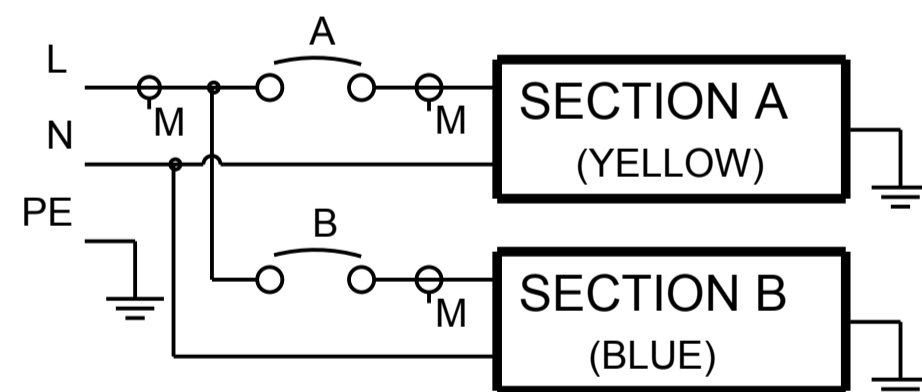 A
L
M
M
SECTION A
(YELLOW)
N
PE
B
M
SECTION B
(BLUE)